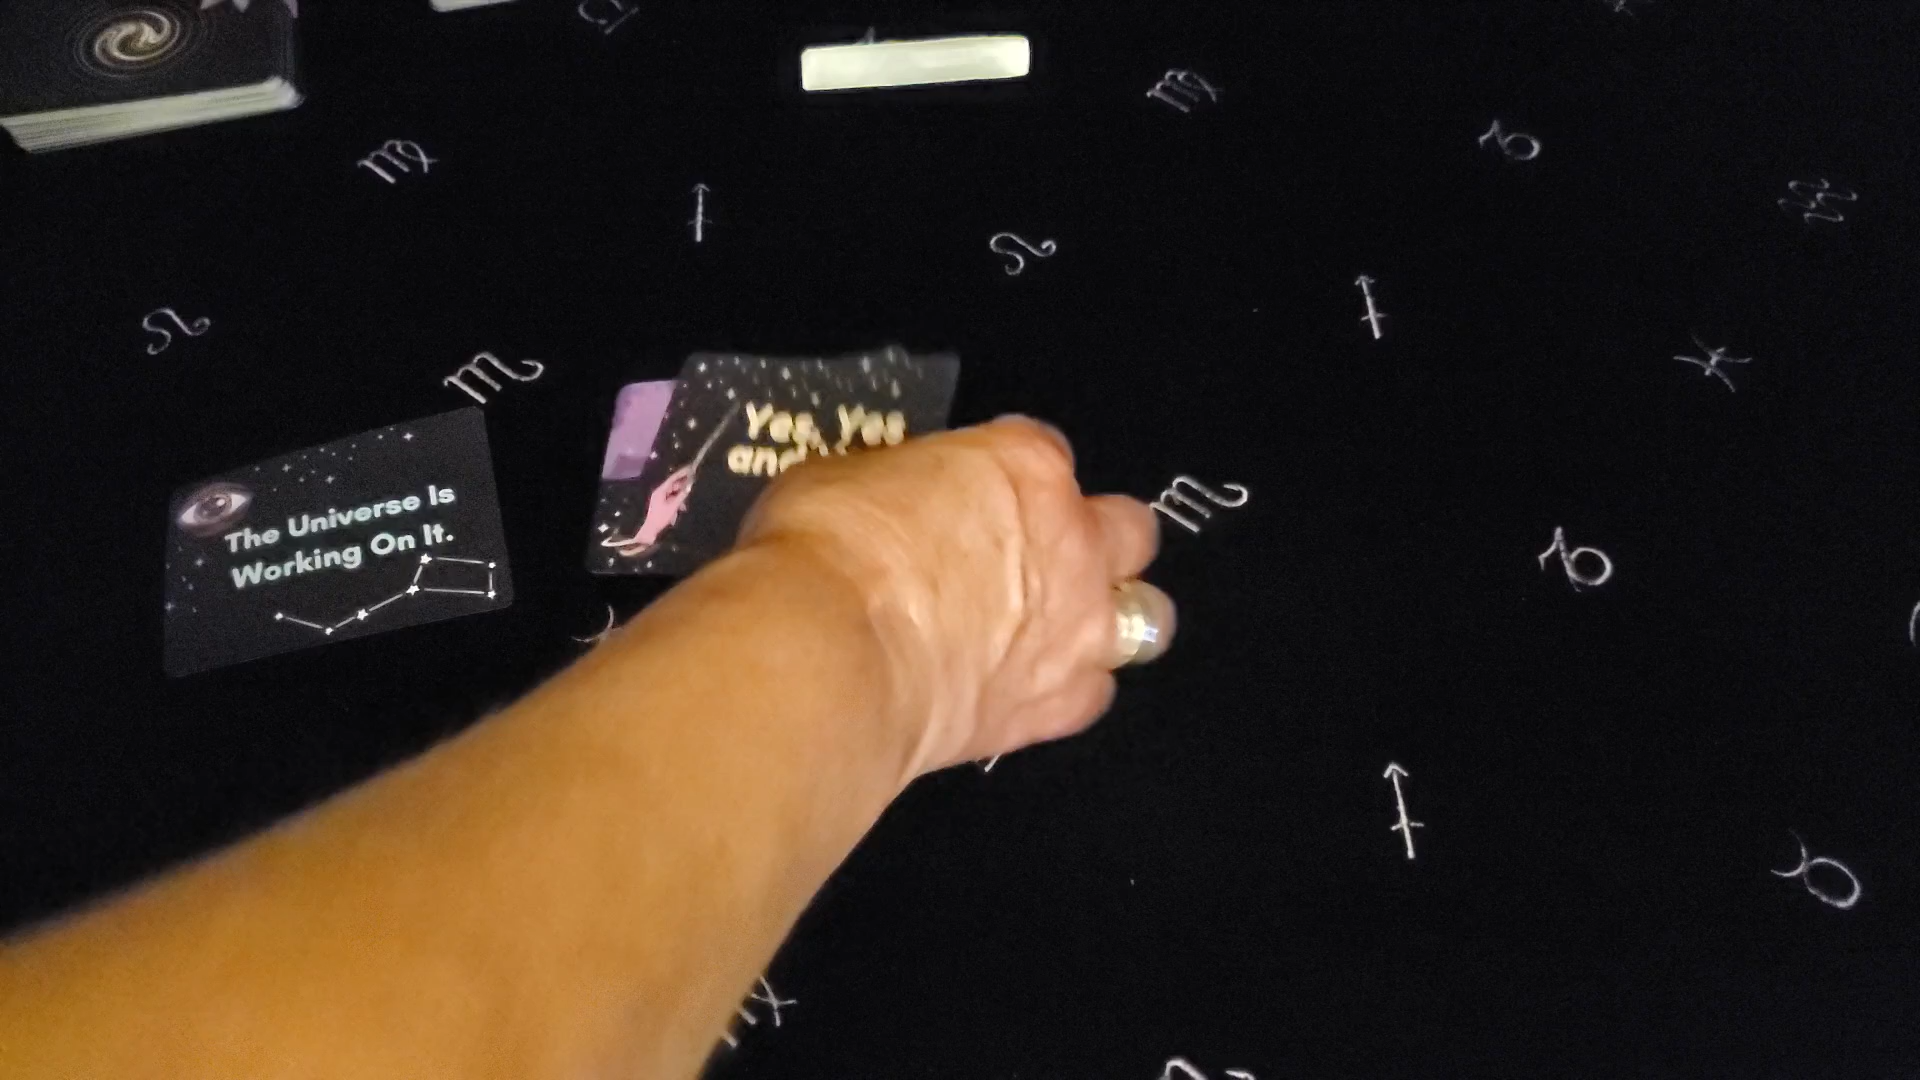 The Universe Is
Working On It.
Yes, Yes